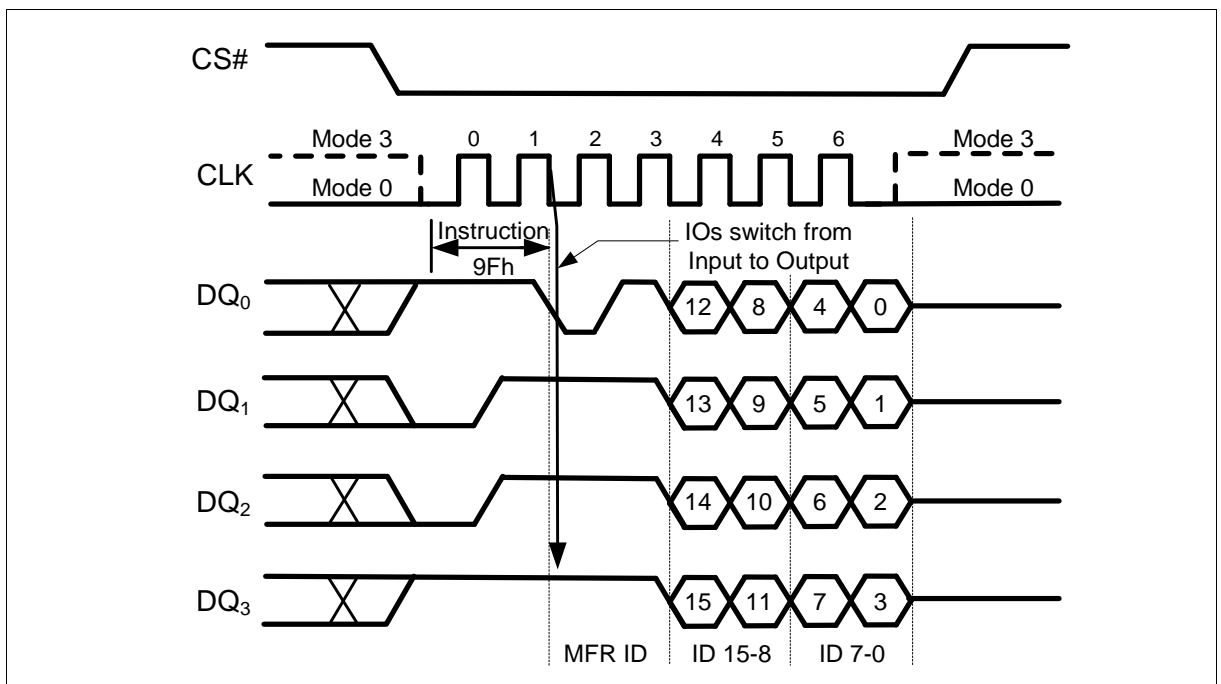 CS#
Mode 3 0 1 2 3 4 5 6 Mode 3
CLK
Mode 0 Mode 0
Instruction IOs switch from
9Fh Input to Output
DQ₀ 12 8 4 0
DQ₁ 13 9 5 1
DQ₂ 14 10 6 2
DQ₃ 15 11 7 3
MFR ID ID 15-8 ID 7-0